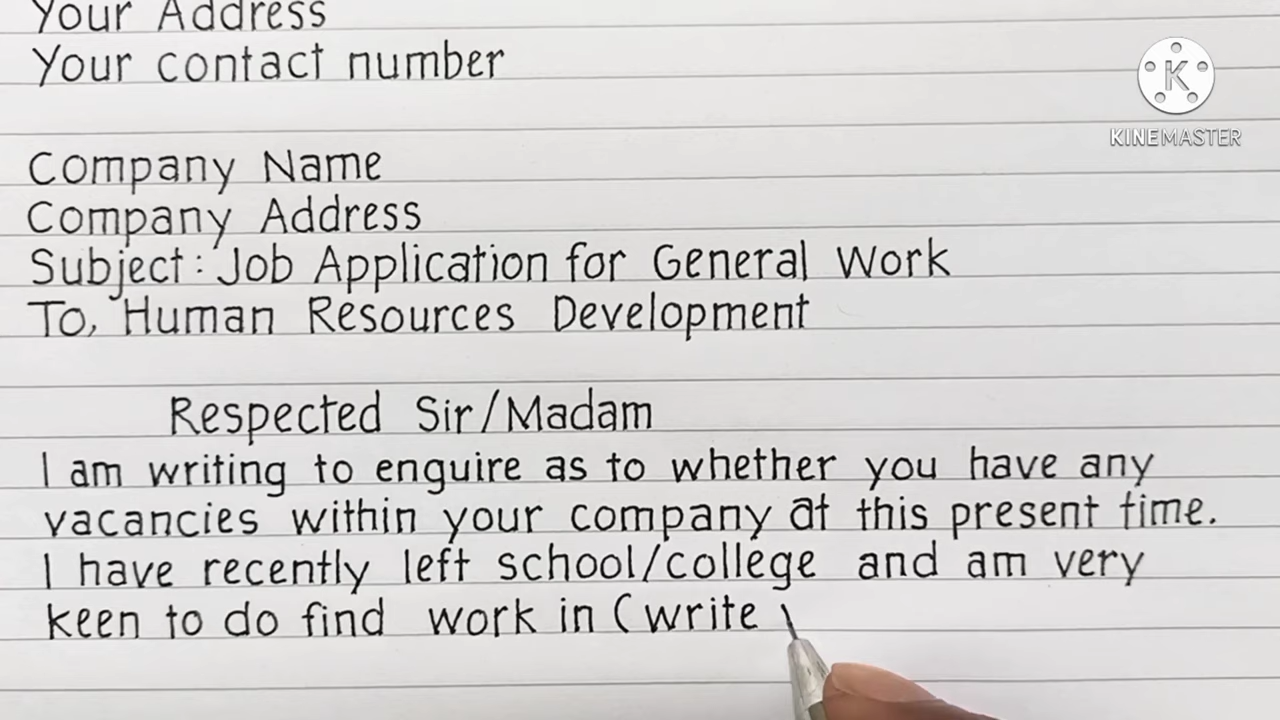 Your Address
Your contact number
K
KINEMASTER
Company Name
Company Address
Subject: Job Application for General Work
To, Human Resources Development
Respected Sir/Madam
I am writing to enquire as to whether you have any
vacancies within your company at this present time.
I have recently left school/college and am very
keen to do find work in (write